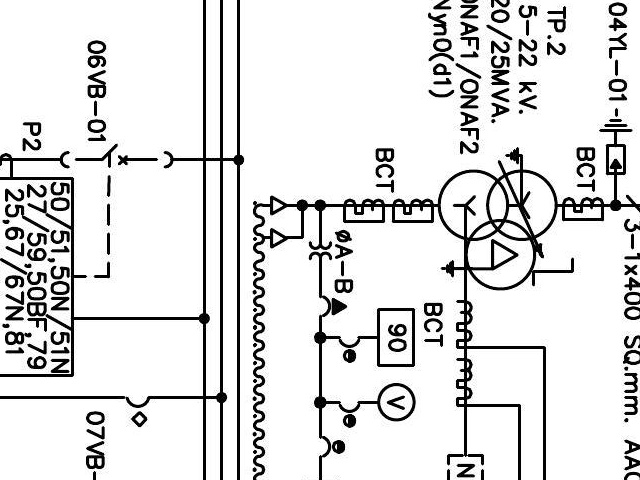 04YL-01
TP.2
5-22 kV.
20/25MVA.
ONAF1/ONAF2
Nyn0(d1)
BCT
BCT
3-1x400 SQ.mm. AAC
06VB-01
P2
50/51,50N/51N
27/59,50BF,79
25,67/67N,81
ØA-B
BCT
90
V
N
07VB-